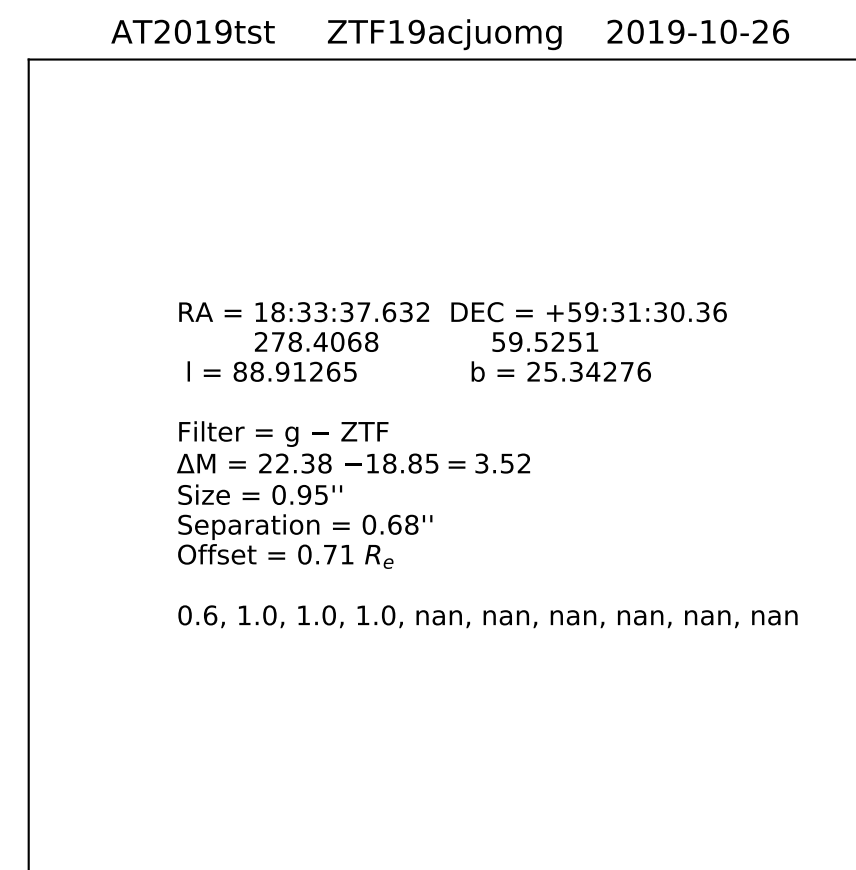 AT2019tst ZTF19acjuomg 2019-10-26
RA = 18:33:37.632 DEC = +59:31:30.36
278.4068 59.5251
l = 88.91265 b = 25.34276
Filter = g − ZTF
ΔM = 22.38 −18.85 = 3.52
Size = 0.95''
Separation = 0.68''
Offset = 0.71 Re
0.6, 1.0, 1.0, 1.0, nan, nan, nan, nan, nan, nan